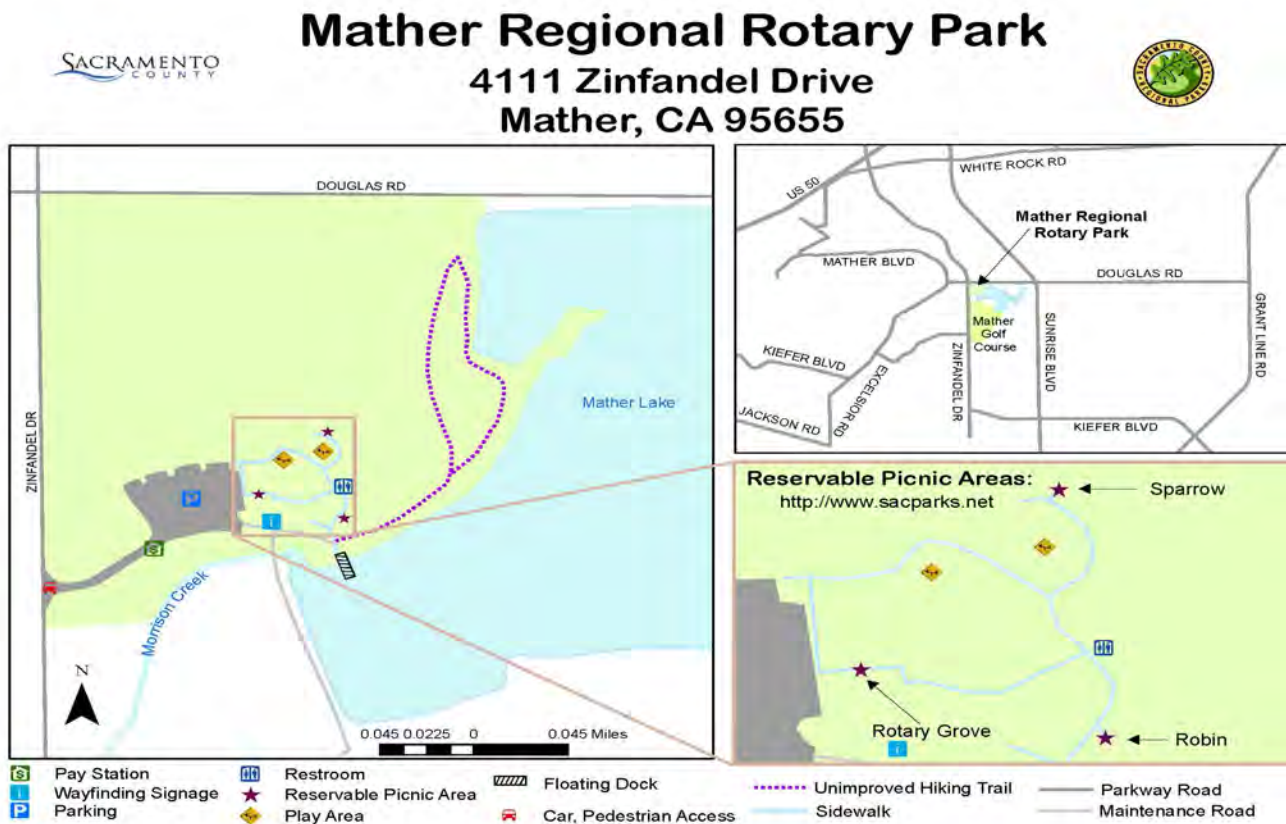 Mather Regional Rotary Park
4111 Zinfandel Drive
Mather, CA 95655
SACRAMENTO
COUNTY
SACRAMENTO COUNTY
REGIONAL PARKS
DOUGLAS RD
ZINFANDEL DR
Mather Lake
P
i
$
Morrison Creek
N
0.045 0.0225 0 0.045 Miles
US 50
WHITE ROCK RD
Mather Regional
Rotary Park
MATHER BLVD
DOUGLAS RD
Mather
Golf
Course
GRANT LINE RD
SUNRISE BLVD
ZINFANDEL DR
KIEFER BLVD
EXCELSIOR RD
JACKSON RD
KIEFER BLVD
Reservable Picnic Areas:
http://www.sacparks.net
Sparrow
Rotary Grove
Robin
i
$ Pay Station
i Wayfinding Signage
P Parking
Restroom
Reservable Picnic Area
Play Area
Floating Dock
Car, Pedestrian Access
Unimproved Hiking Trail
Sidewalk
Parkway Road
Maintenance Road